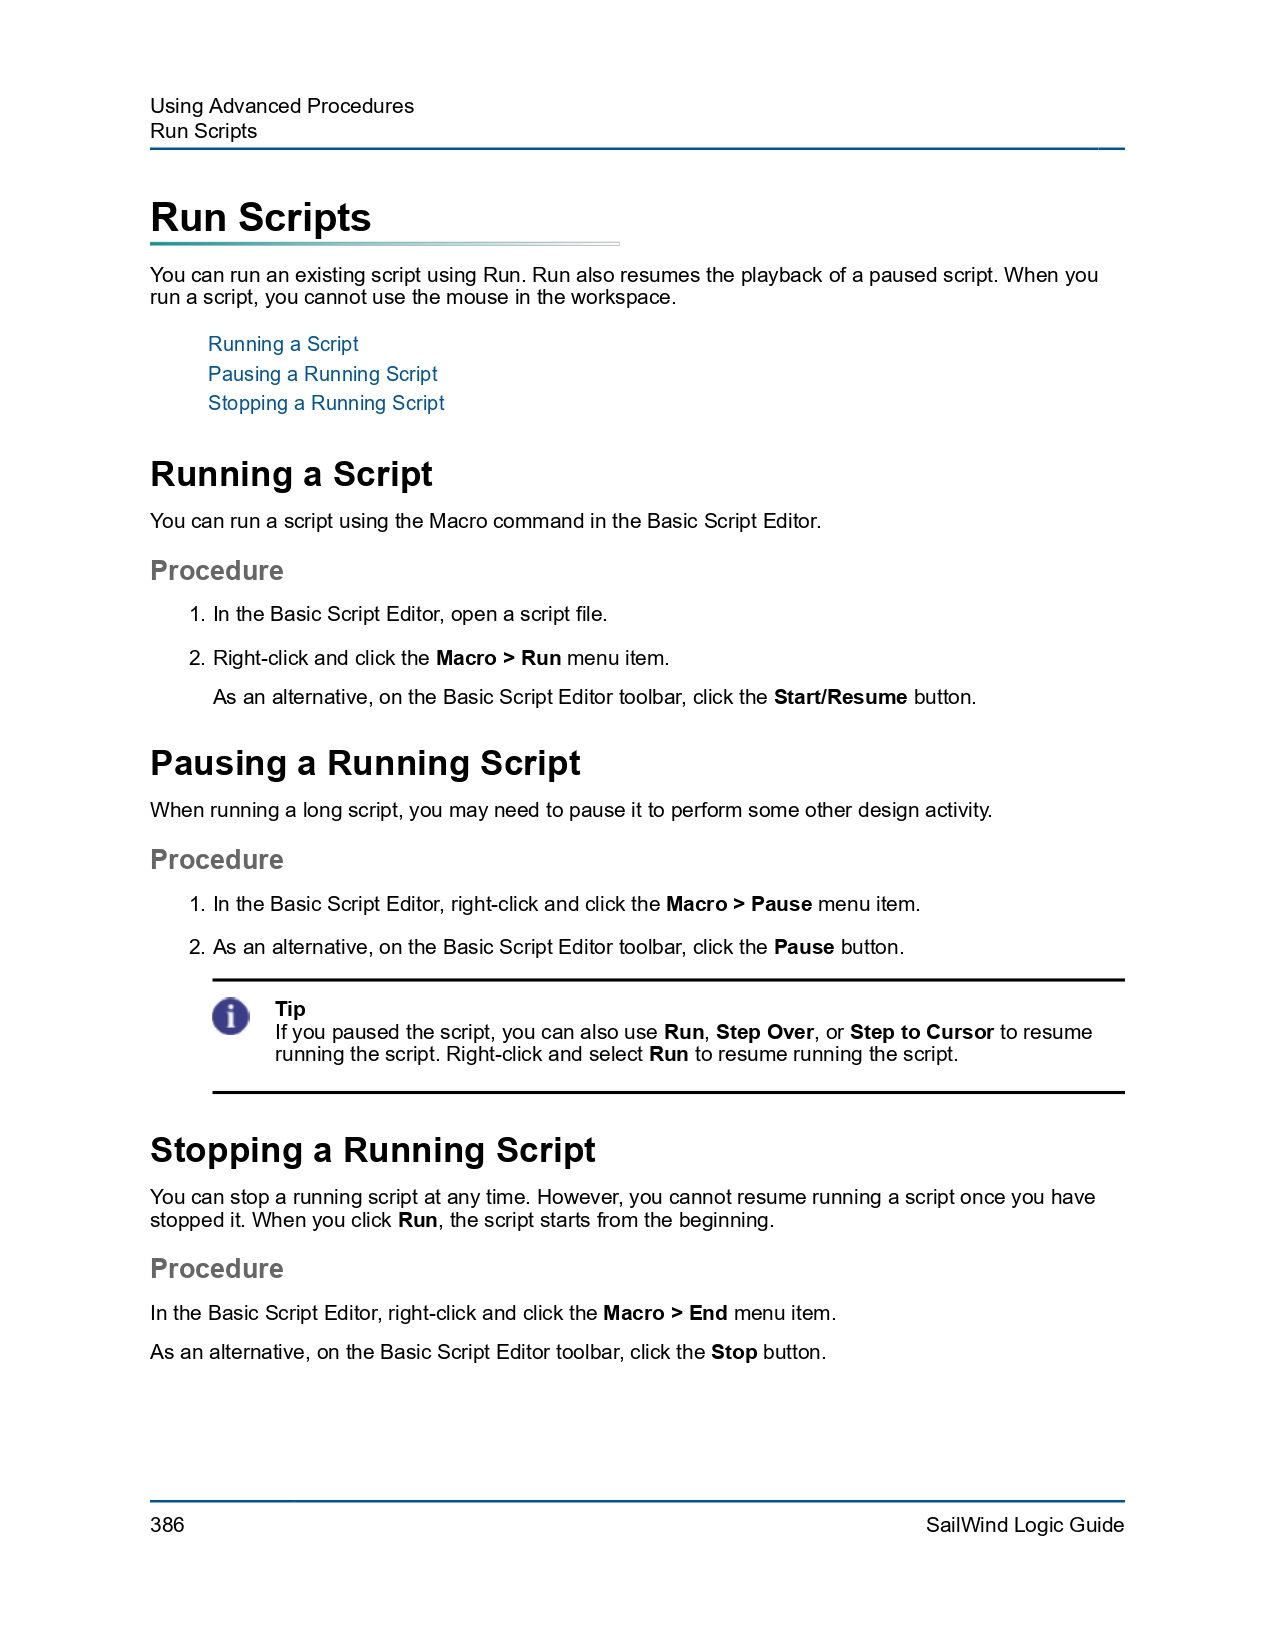 Using Advanced Procedures
Run Scripts
Run Scripts
You can run an existing script using Run. Run also resumes the playback of a paused script. When you
run a script, you cannot use the mouse in the workspace.
Running a Script
Pausing a Running Script
Stopping a Running Script
Running a Script
You can run a script using the Macro command in the Basic Script Editor.
Procedure
1. In the Basic Script Editor, open a script file.
2. Right-click and click the Macro > Run menu item.
As an alternative, on the Basic Script Editor toolbar, click the Start/Resume button.
Pausing a Running Script
When running a long script, you may need to pause it to perform some other design activity.
Procedure
1. In the Basic Script Editor, right-click and click the Macro > Pause menu item.
2. As an alternative, on the Basic Script Editor toolbar, click the Pause button.
Tip
If you paused the script, you can also use Run, Step Over, or Step to Cursor to resume
running the script. Right-click and select Run to resume running the script.
Stopping a Running Script
You can stop a running script at any time. However, you cannot resume running a script once you have
stopped it. When you click Run, the script starts from the beginning.
Procedure
In the Basic Script Editor, right-click and click the Macro > End menu item.
As an alternative, on the Basic Script Editor toolbar, click the Stop button.
386 SailWind Logic Guide